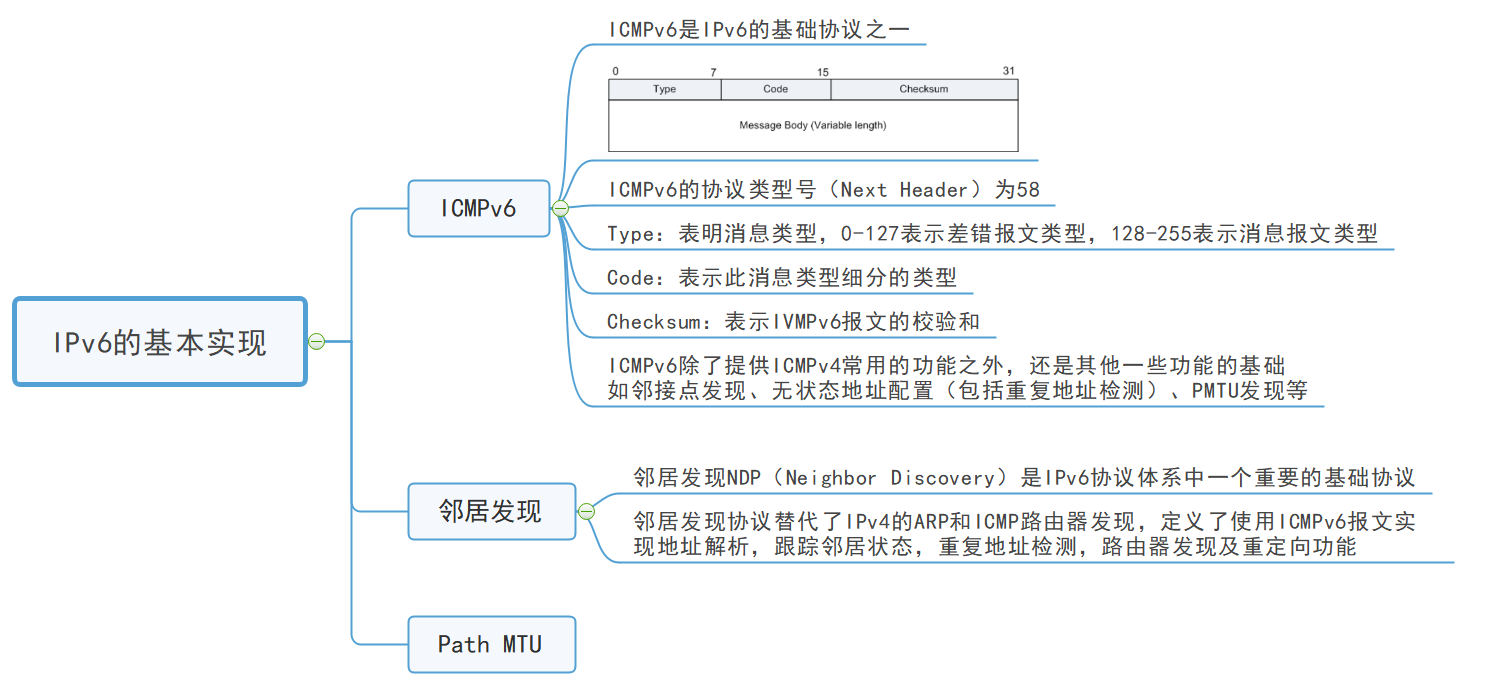 ICMPv6是IPv6的基础协议之一
0 7 15 31
Type Code Checksum
Message Body (Variable length)
ICMPv6的协议类型号（Next Header）为58
ICMPv6
Type：表明消息类型，0-127表示差错报文类型，128-255表示消息报文类型
Code：表示此消息类型细分的类型
Checksum：表示IVMPv6报文的校验和
IPv6的基本实现
ICMPv6除了提供ICMPv4常用的功能之外，还是其他一些功能的基础
如邻接点发现、无状态地址配置（包括重复地址检测）、PMTU发现等
邻居发现
邻居发现NDP（Neighbor Discovery）是IPv6协议体系中一个重要的基础协议
邻居发现协议替代了IPv4的ARP和ICMP路由器发现，定义了使用ICMPv6报文实
现地址解析，跟踪邻居状态，重复地址检测，路由器发现及重定向功能
Path MTU